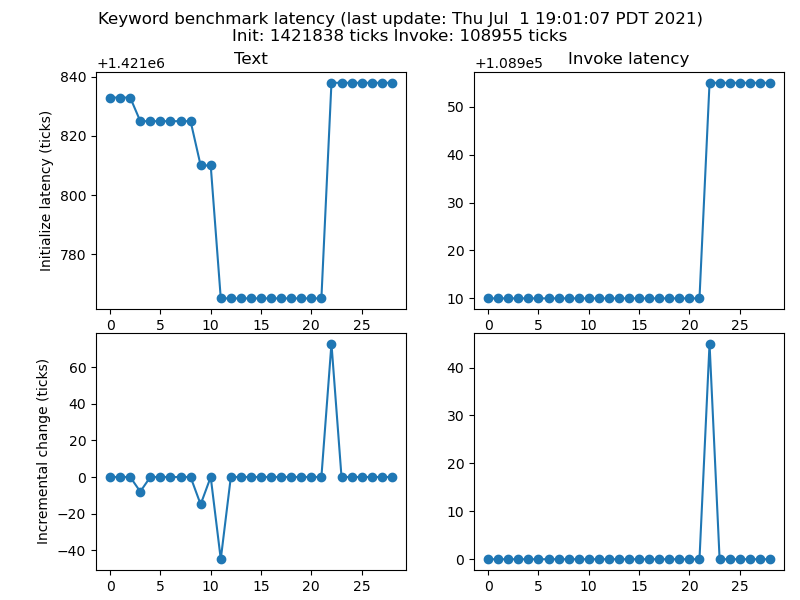 Keyword benchmark latency (last update: Thu Jul  1 19:01:07 PDT 2021)
Init: 1421838 ticks Invoke: 108955 ticks
Text
+1.421e6
840
820
800
780
Initialize latency (ticks)
0 5 10 15 20 25
Invoke latency
+1.089e5
50
40
30
20
10
0 5 10 15 20 25
60
40
20
0
−20
−40
Incremental change (ticks)
0 5 10 15 20 25
40
30
20
10
0
0 5 10 15 20 25